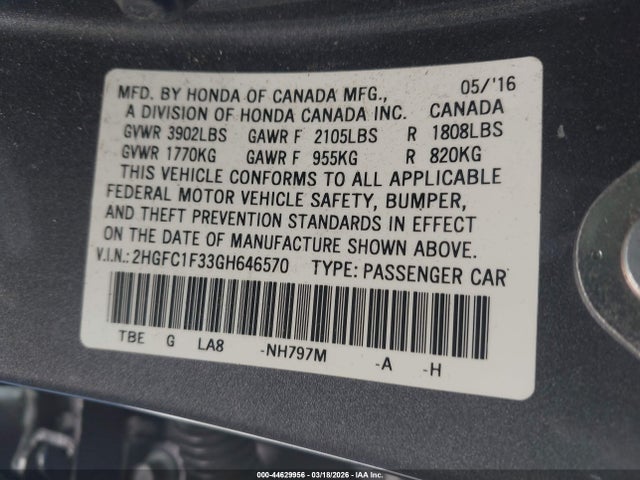 MFD. BY HONDA OF CANADA MFG., 05/'16
A DIVISION OF HONDA CANADA INC. CANADA
GVWR 3902LBS GAWR F 2105LBS R 1808LBS
GVWR 1770KG GAWR F 955KG R 820KG
THIS VEHICLE CONFORMS TO ALL APPLICABLE
FEDERAL MOTOR VEHICLE SAFETY, BUMPER,
AND THEFT PREVENTION STANDARDS IN EFFECT
ON THE DATE OF MANUFACTURE SHOWN ABOVE.
V.I.N.: 2HGFC1F33GH646570 TYPE: PASSENGER CAR
TBE G LA8 -NH797M -A -H
000-44629956 | 03/18/2026 | IAA Inc.